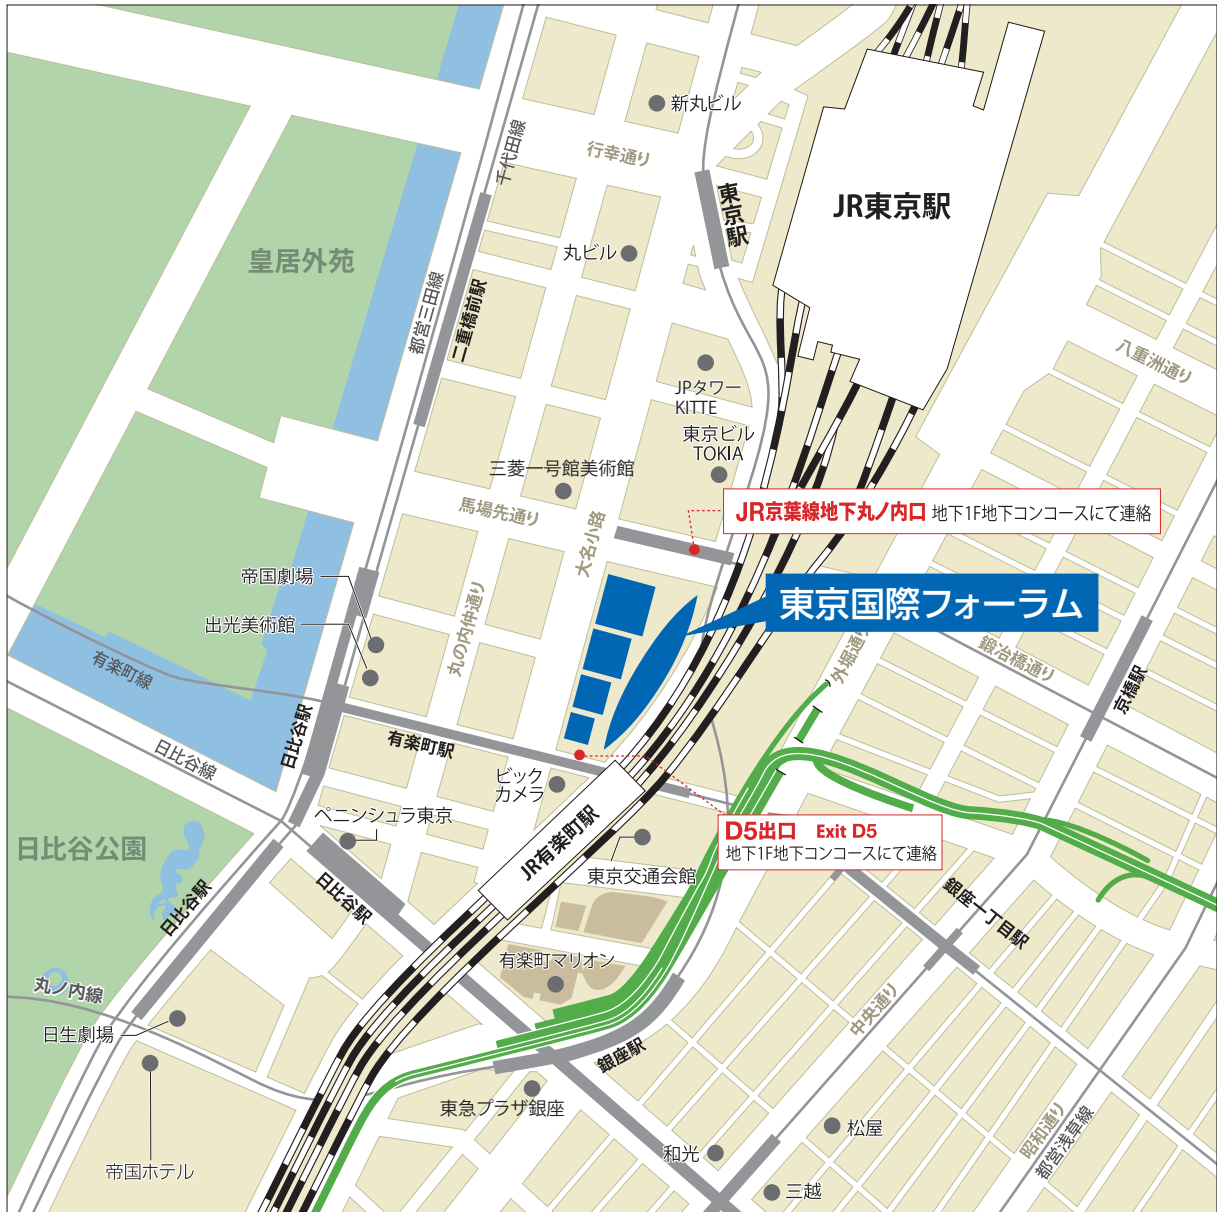 新丸ビル
行幸通り
千代田線
東京駅
JR東京駅
皇居外苑
丸ビル
都営三田線
二重橋前駅
八重洲通り
JPタワー
KITTE
東京ビル
TOKIA
三菱一号館美術館
馬場先通り
大名小路
JR京葉線地下丸ノ内口 地下1F地下コンコースにて連絡
帝国劇場
出光美術館
丸の内仲通り
東京国際フォーラム
外堀通り
鍛冶橋通り
京橋駅
有楽町線
日比谷線
日比谷駅
有楽町駅
ビック
カメラ
ペニンシュラ東京
JR有楽町駅
D5出口 Exit D5
地下1F地下コンコースにて連絡
日比谷公園
日比谷駅
日比谷駅
東京交通会館
銀座一丁目駅
有楽町マリオン
丸ノ内線
日生劇場
中央通り
銀座駅
東急プラザ銀座
昭和通り
都営浅草線
松屋
和光
帝国ホテル
三越